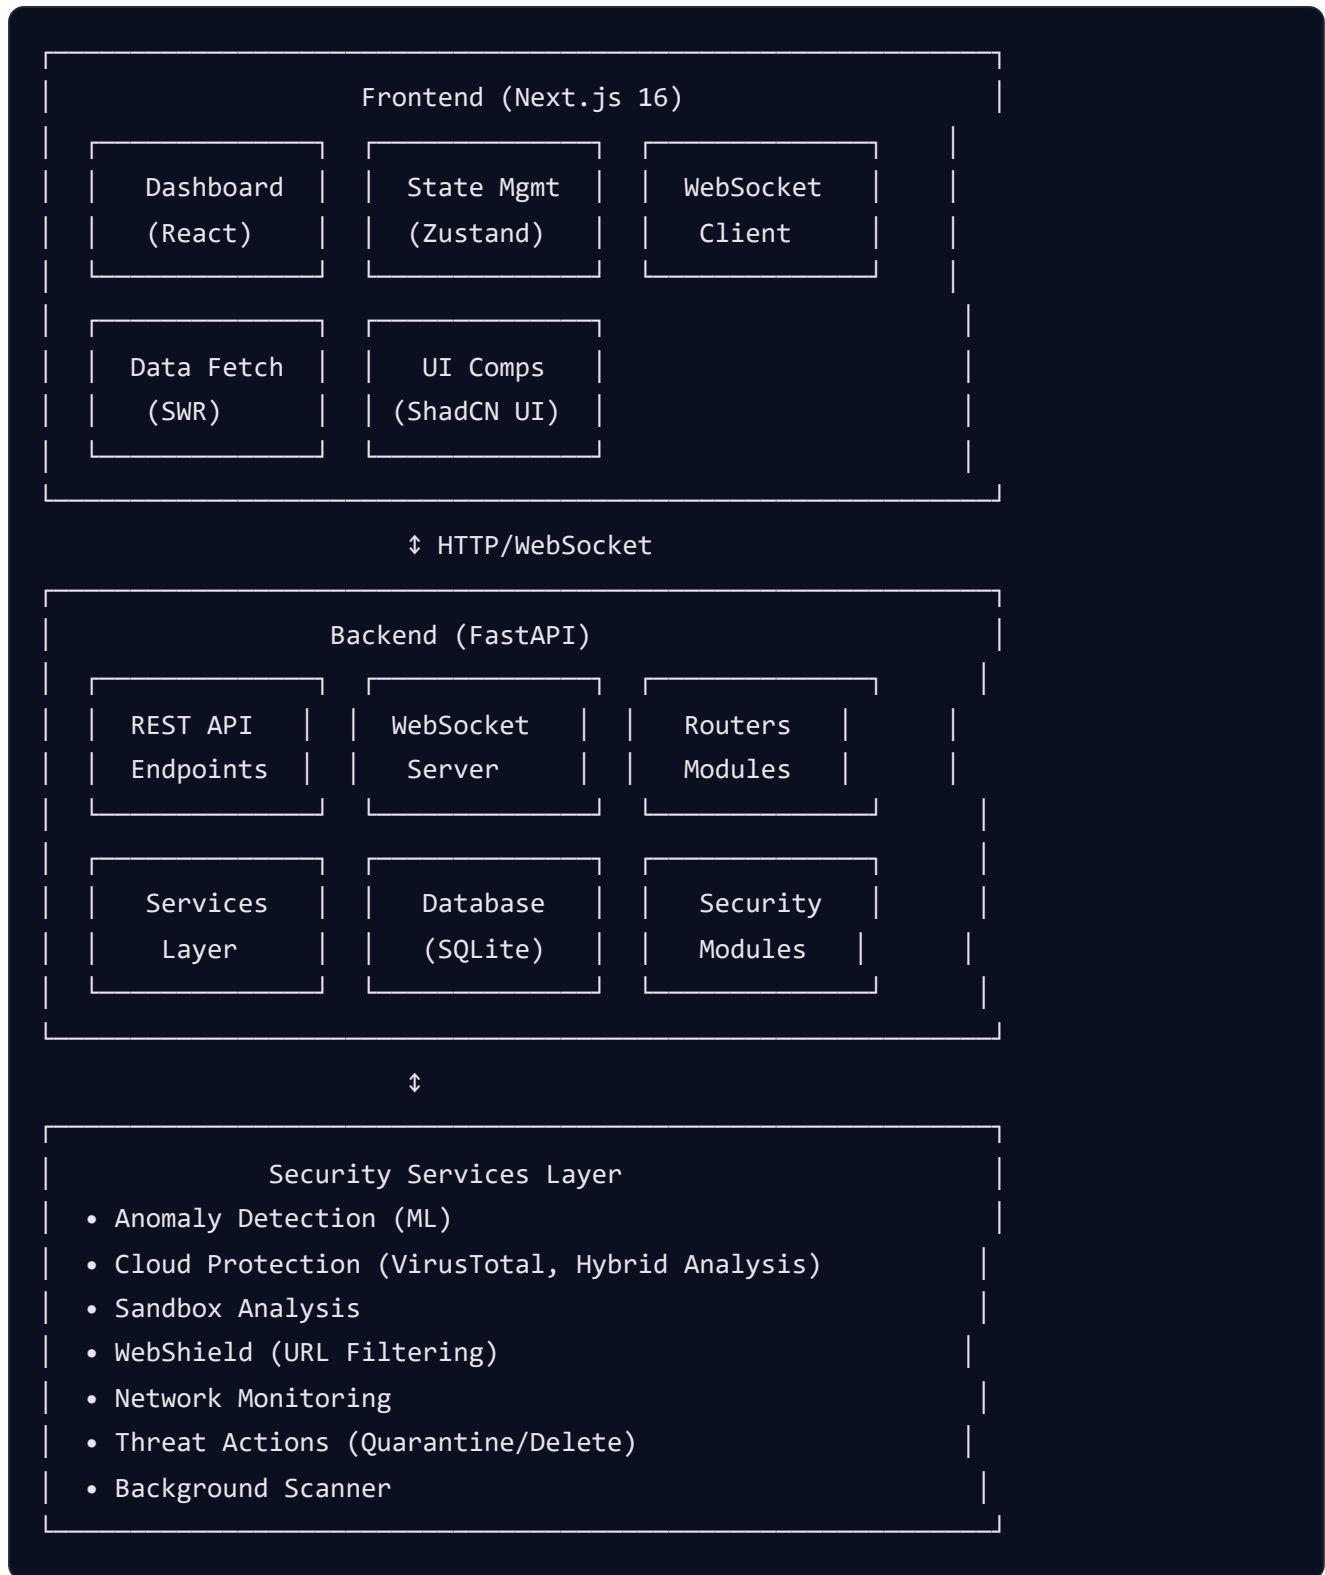 Frontend (Next.js 16)
Dashboard State Mgmt WebSocket
(React) (Zustand) Client
Data Fetch UI Comps
(SWR) (ShadCN UI)
↕ HTTP/WebSocket
Backend (FastAPI)
REST API WebSocket Routers
Endpoints Server Modules
Services Database Security
Layer (SQLite) Modules
↕
Security Services Layer
• Anomaly Detection (ML)
• Cloud Protection (VirusTotal, Hybrid Analysis)
• Sandbox Analysis
• WebShield (URL Filtering)
• Network Monitoring
• Threat Actions (Quarantine/Delete)
• Background Scanner